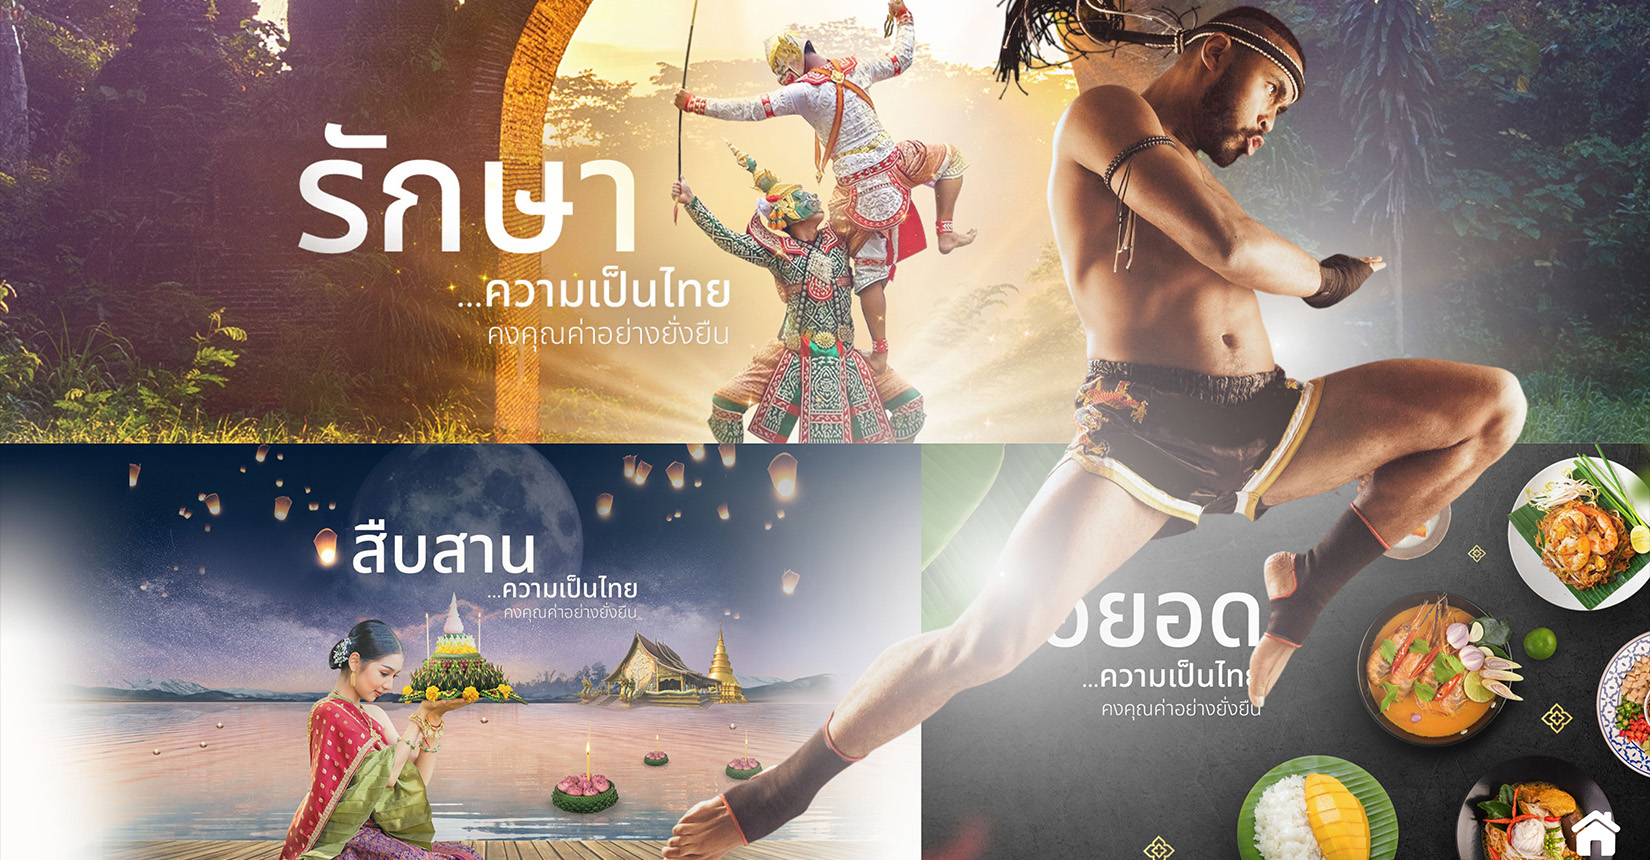 รักษา
...ความเป็นไทย
คงคุณค่าอย่างยั่งยืน
สืบสาน
...ความเป็นไทย
คงคุณค่าอย่างยั่งยืน
...ความเป็นไทย
คงคุณค่าอย่างยั่งยืน